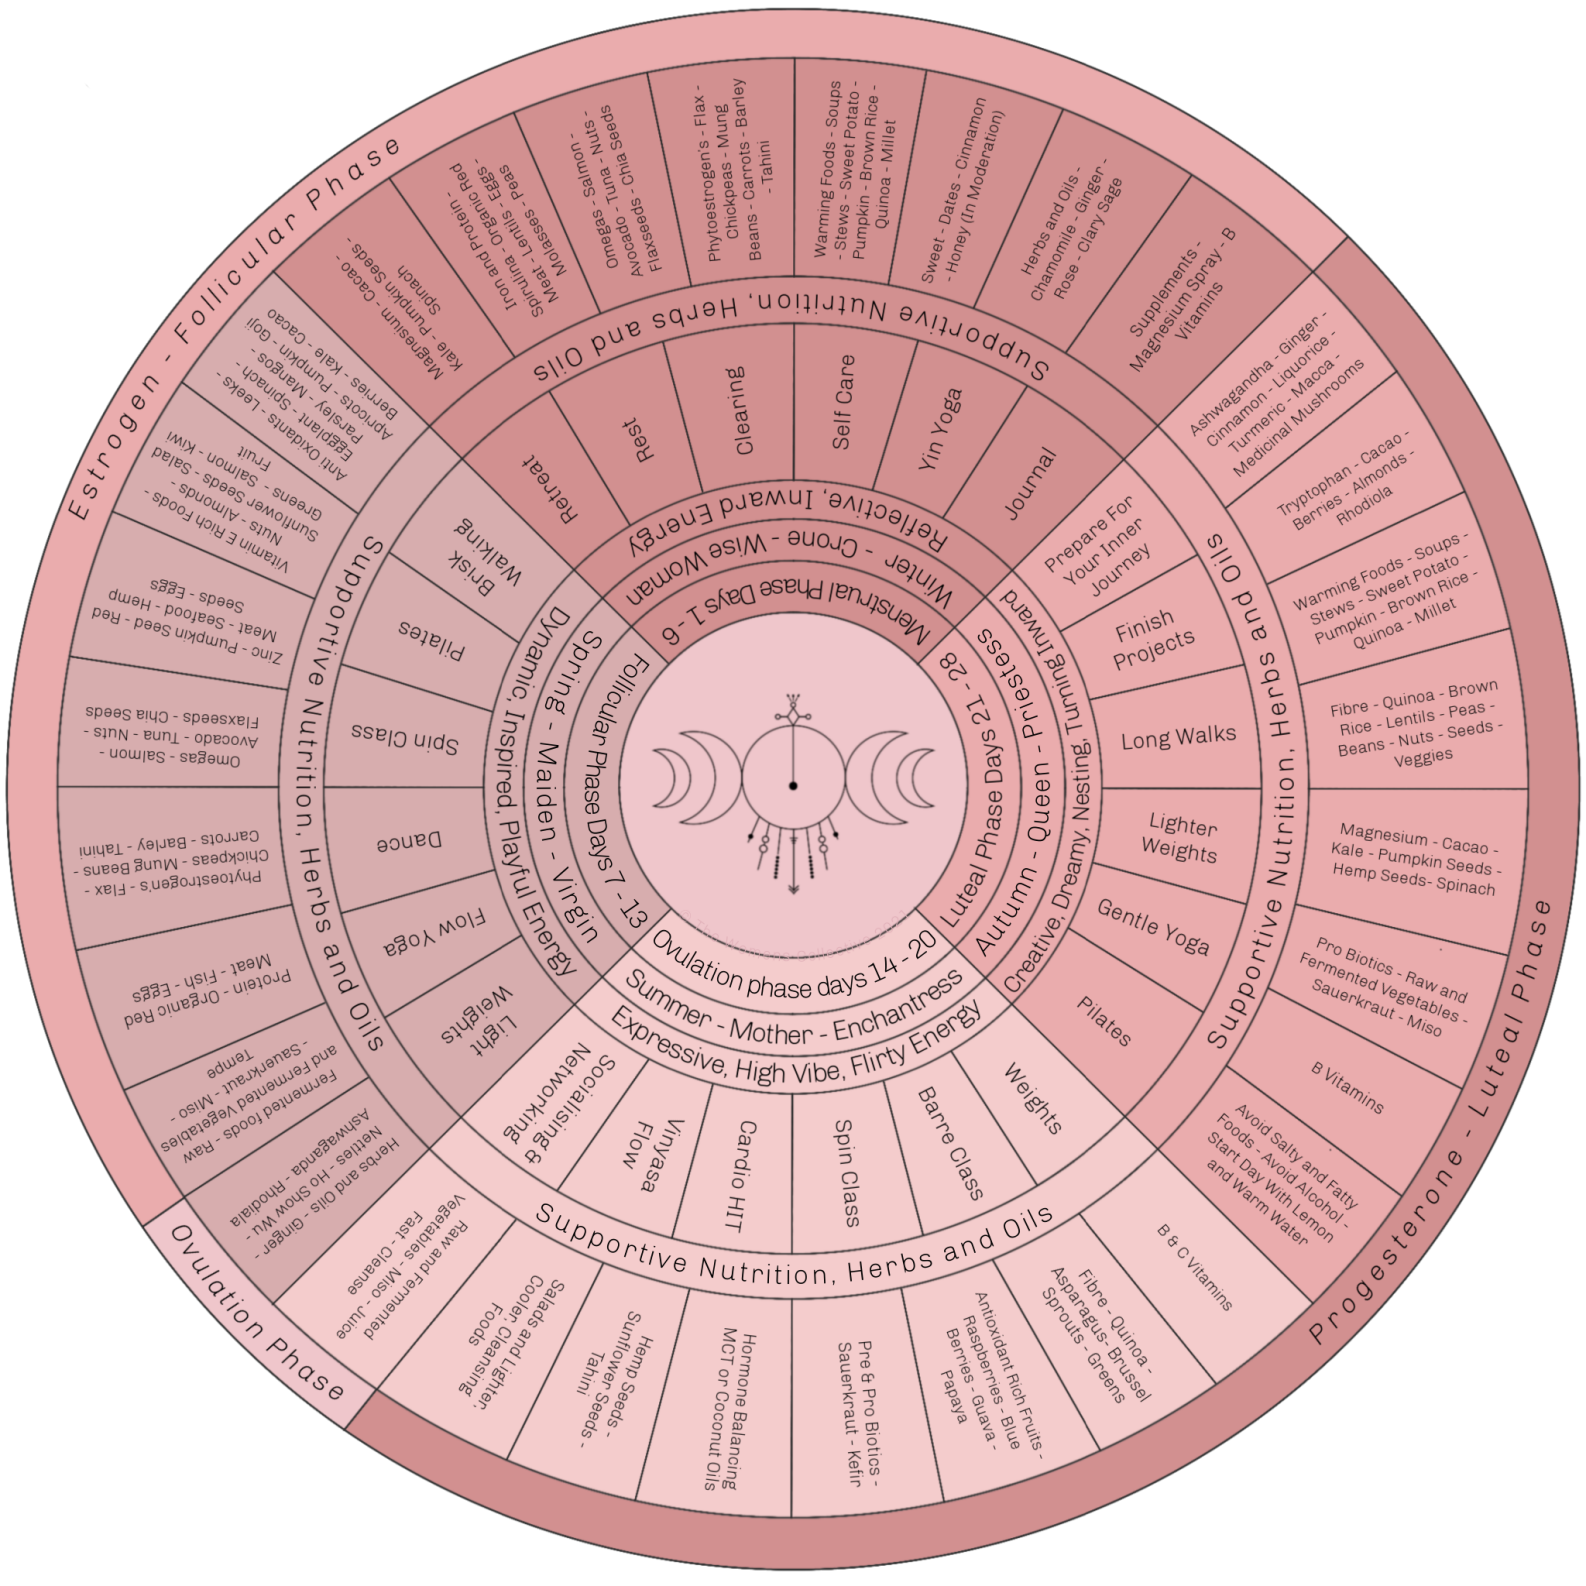 Estrogen - Follicular Phase
Ovulation Phase
Progesterone - Luteal Phase
Menstrual Phase Days 1 - 6
Winter - Crone - Wise Woman
Reflective, Inward Energy
Retreat
Rest
Clearing
Self Care
Yin Yoga
Journal
Supportive Nutrition, Herbs and Oils
Magnesium - Cacao -
Kale - Pumpkin Seeds -
Spinach
Iron and Protein -
Spirulina - Organic Red
Meat - Lentils - Eggs -
Molasses - Peas
Omegas - Salmon -
Avocado - Tuna - Nuts -
Flaxseeds - Chia Seeds
Phytoestrogen's - Flax -
Chickpeas - Mung
Beans - Carrots - Barley
- Tahini
Warming Foods - Soups
- Stews - Sweet Potato -
Pumpkin - Brown Rice -
Quinoa - Millet
Sweet - Dates - Cinnamon
- Honey (In Moderation)
Herbs and Oils -
Chamomile - Ginger -
Rose - Clary Sage
Supplements -
Magnesium Spray - B
Vitamins
Luteal Phase Days 21 - 28
Autumn - Queen - Priestess
Creative, Dreamy, Nesting, Turning Inward
Prepare For
Your Inner
Journey
Finish
Projects
Long Walks
Lighter
Weights
Gentle Yoga
Pilates
Supportive Nutrition, Herbs and Oils
Ashwagandha - Ginger -
Cinnamon - Liquorice -
Turmeric - Macca -
Medicinal Mushrooms
Tryptophan - Cacao -
Berries - Almonds -
Rhodiola
Warming Foods - Soups -
Stews - Sweet Potato -
Pumpkin - Brown Rice -
Quinoa - Millet
Fibre - Quinoa - Brown
Rice - Lentils - Peas -
Beans - Nuts - Seeds -
Veggies
Magnesium - Cacao -
Kale - Pumpkin Seeds -
Hemp Seeds- Spinach
Pro Biotics - Raw and
Fermented Vegetables -
Sauerkraut - Miso
B Vitamins
Avoid Salty and Fatty
Foods - Avoid Alcohol -
Start Day With Lemon
and Warm Water
Ovulation phase days 14 - 20
Summer - Mother - Enchantress
Expressive, High Vibe, Flirty Energy
Socialising &
Networking
Vinyasa
Flow
Cardio HIT
Spin Class
Barre Class
Weights
Supportive Nutrition, Herbs and Oils
Raw and Fermented
Vegetables - Miso - Juice
Fast - Cleanse
Salads and Lighter,
Cooler, Cleansing
Foods
Hemp Seeds -
Sunflower Seeds -
Tahini
Hormone Balancing
MCT or Coconut Oils
Pre & Pro Biotics -
Sauerkraut - Kefir
Antioxidant Rich Fruits -
Raspberries - Blue
Berries - Guava -
Papaya
Fibre - Quinoa -
Asparagus- Brussel
Sprouts - Greens
B & C Vitamins
Follicular Phase Days 7 - 13
Spring - Maiden - Virgin
Dynamic, Inspired, Playful Energy
Brisk
Walking
Pilates
Spin Class
Dance
Flow Yoga
Light
Weights
Supportive Nutrition, Herbs and Oils
Anti Oxidants - Leeks-
Eggplant - Spinach -
Parsley - Mangos -
Apricots - Pumpkin - Goji
Berries - Kale - Cacao
Vitamin E Rich Foods -
Nuts - Almonds -
Sunflower Seeds - Salad
Greens - Salmon - Kiwi
Fruit
Zinc - Pumpkin Seed - Red
Meat - Seafood - Hemp
Seeds - Eggs
Omegas - Salmon -
Avocado - Tuna - Nuts -
Flaxseeds - Chia Seeds
Phytoestrogen's - Flax -
Chickpeas - Mung Beans -
Carrots - Barley - Tahini
Protein - Organic Red
Meat - Fish - Eggs
Fermented foods - Raw
and Fermented Vegetables
- Sauerkraut - Miso -
Tempe
Herbs and Oils - Ginger -
Nettles - Ho Show Wu -
Ashwaganda - Rhodiala